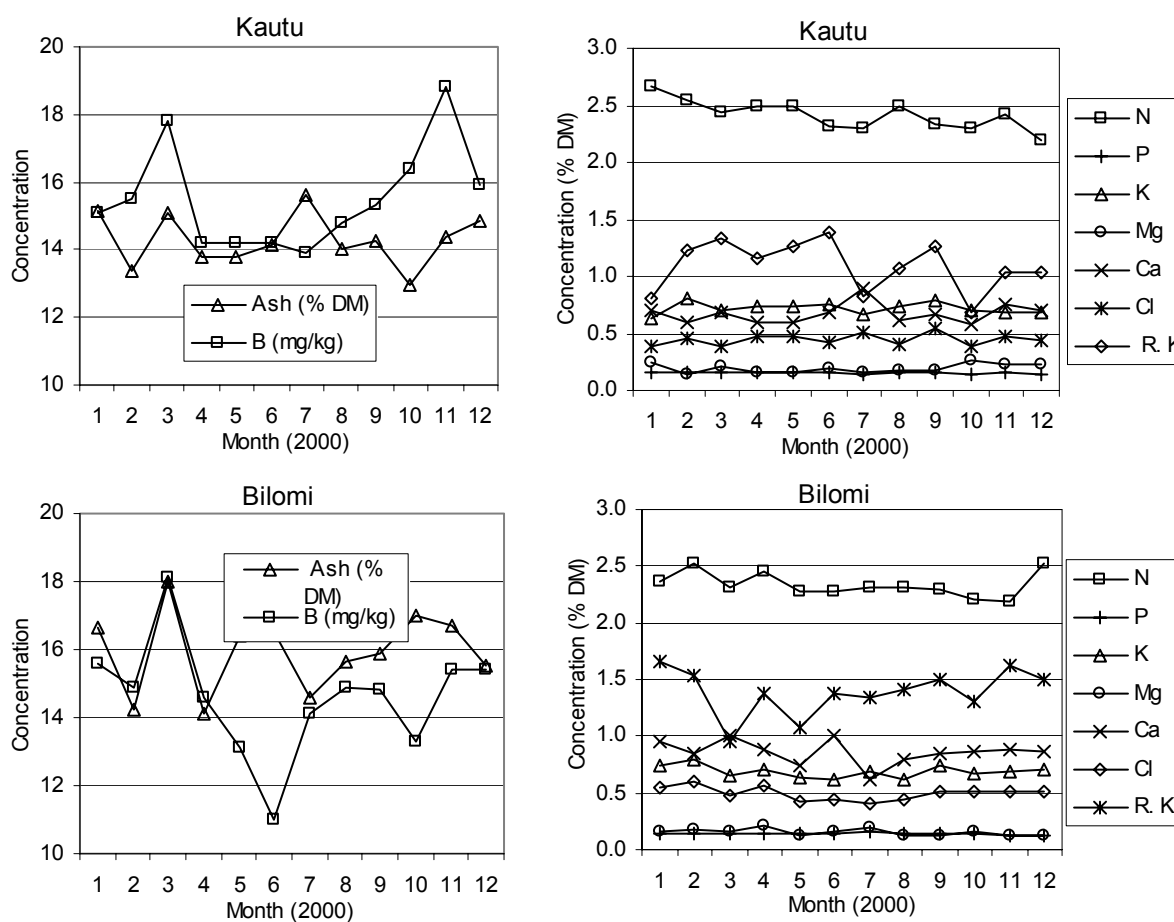 Kautu
20
18
16
14
12
10
Concentration
Ash (% DM)
B (mg/kg)
1 2 3 4 5 6 7 8 9 10 11 12
Month (2000)
Kautu
3.0
2.5
2.0
1.5
1.0
0.5
0.0
Concentration (% DM)
1 2 3 4 5 6 7 8 9 10 11 12
Month (2000)
N
P
K
Mg
Ca
Cl
R. K
Bilomi
20
18
16
14
12
10
Concentration
Ash (%
DM)
B (mg/kg)
1 2 3 4 5 6 7 8 9 10 11 12
Month (2000)
Bilomi
3.0
2.5
2.0
1.5
1.0
0.5
0.0
Concentration (% DM)
1 2 3 4 5 6 7 8 9 10 11 12
Month (2000)
N
P
K
Mg
Ca
Cl
R. K